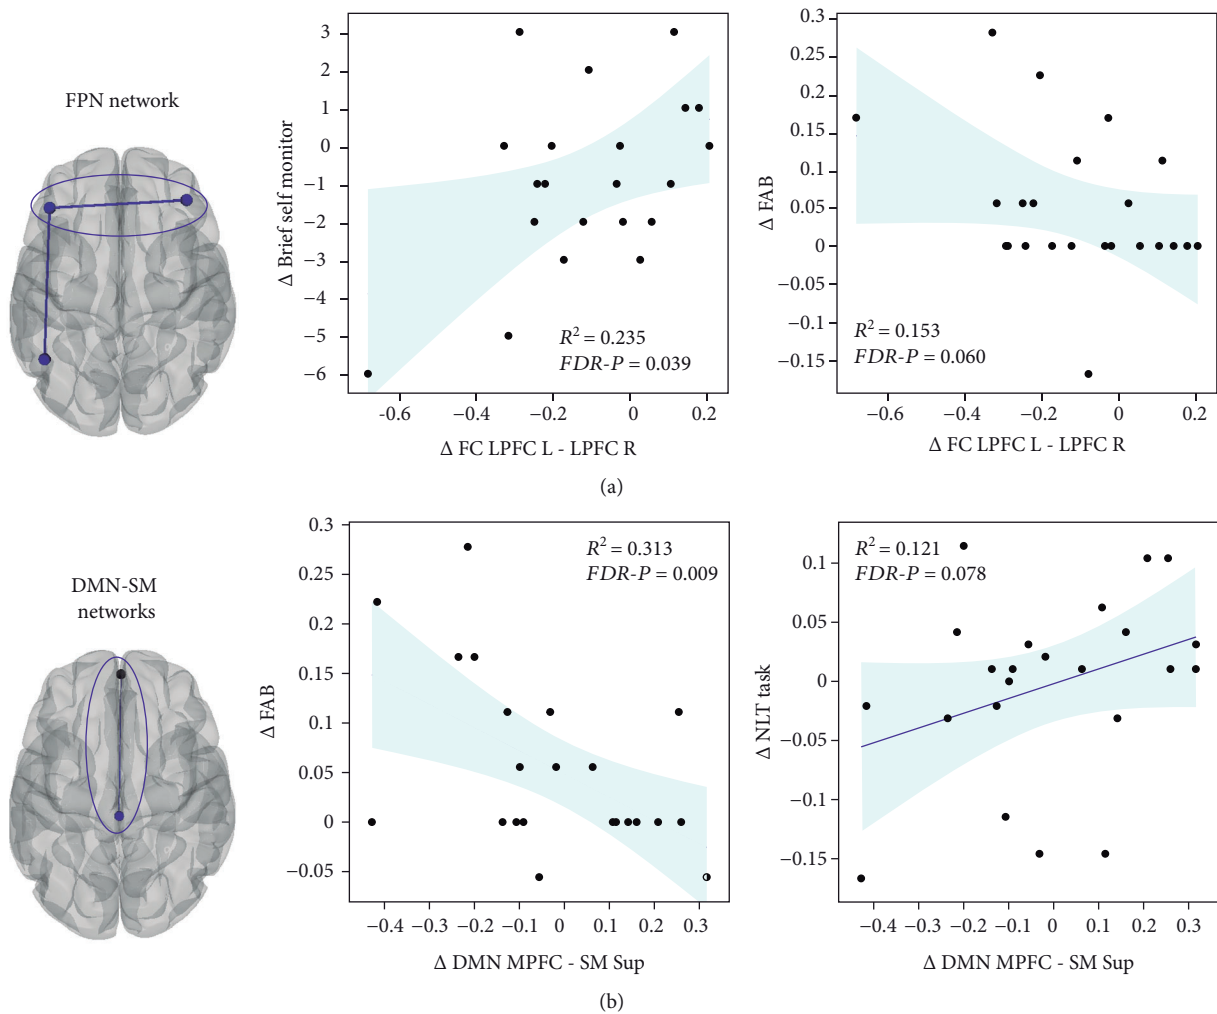 FPN network
3
2
1
0
−1
−2
−3
−4
−5
−6
Δ Brief self monitor
R² = 0.235
FDR-P = 0.039
-0.6
−0.4
−0.2
0
0.2
Δ FC LPFC L - LPFC R
0.3
0.25
0.2
0.15
0.1
0.05
0
−0.05
−0.1
−0.15
Δ FAB
R² = 0.153
FDR-P = 0.060
−0.6
−0.4
−0.2
0
0.2
Δ FC LPFC L - LPFC R
(a)
DMN-SM
networks
0.3
0.25
0.2
0.15
0.1
0.05
0
−0.05
Δ FAB
R² = 0.313
FDR-P = 0.009
−0.4
−0.3
−0.2
−0.1
0
0.1
0.2
0.3
Δ DMN MPFC - SM Sup
0.1
0.05
0
−0.05
−0.1
−0.15
Δ NLT task
R² = 0.121
FDR-P = 0.078
−0.4
−0.3
−0.2
−0.1
0
0.1
0.2
0.3
Δ DMN MPFC - SM Sup
(b)